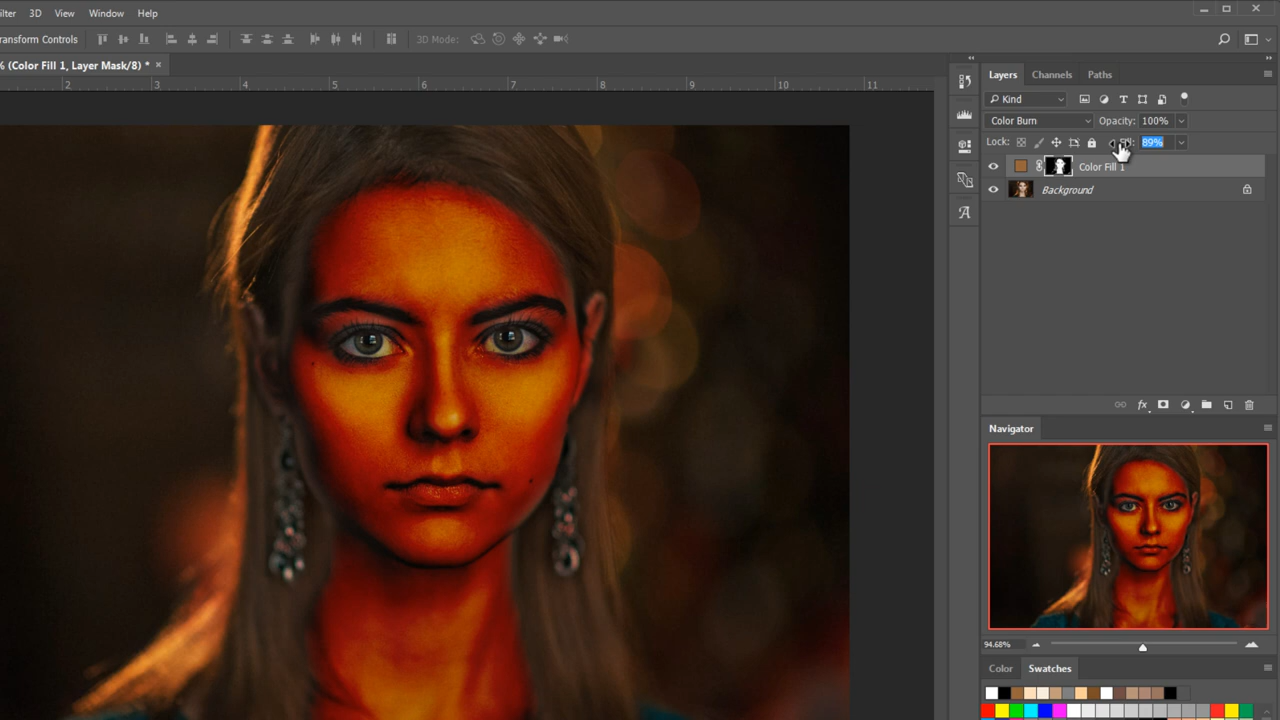 ilter 3D View Window Help
ransform Controls 3D Mode:
% (Color Fill 1, Layer Mask/8) * ×
2 3 4 5 6 7 8 9 10 11
Layers Channels Paths
Kind
Color Burn Opacity: 100%
Lock: Fill: 89%
Color Fill 1
Background
fx
Navigator
94.68%
Color Swatches